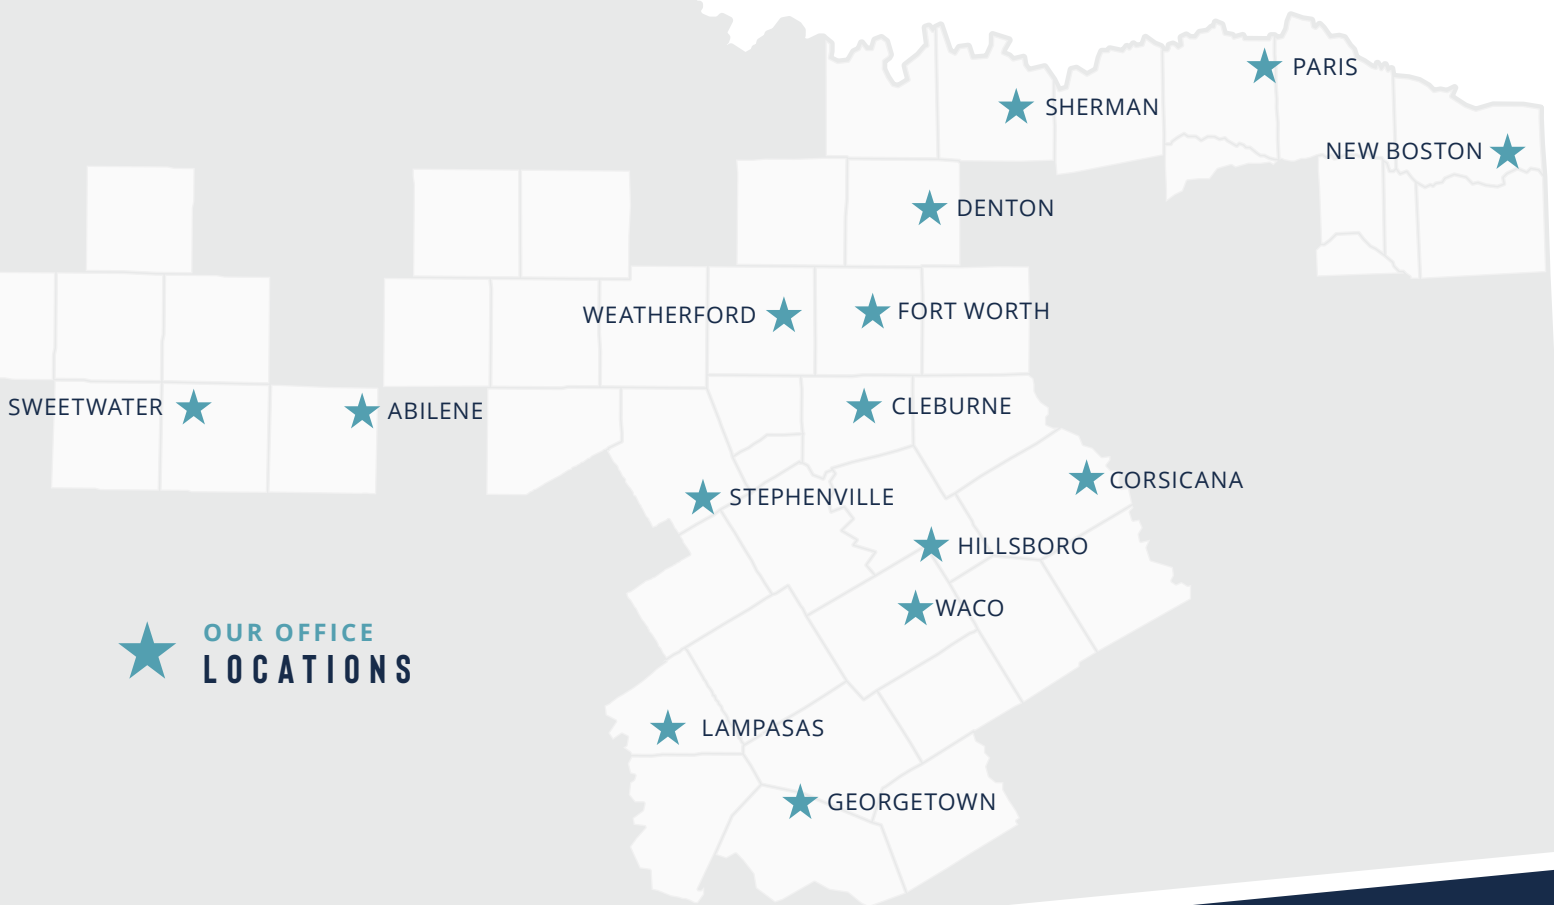 PARIS
SHERMAN
NEW BOSTON
DENTON
WEATHERFORD
FORT WORTH
SWEETWATER
ABILENE
CLEBURNE
CORSICANA
STEPHENVILLE
HILLSBORO
WACO
OUR OFFICE
LOCATIONS
LAMPASAS
GEORGETOWN